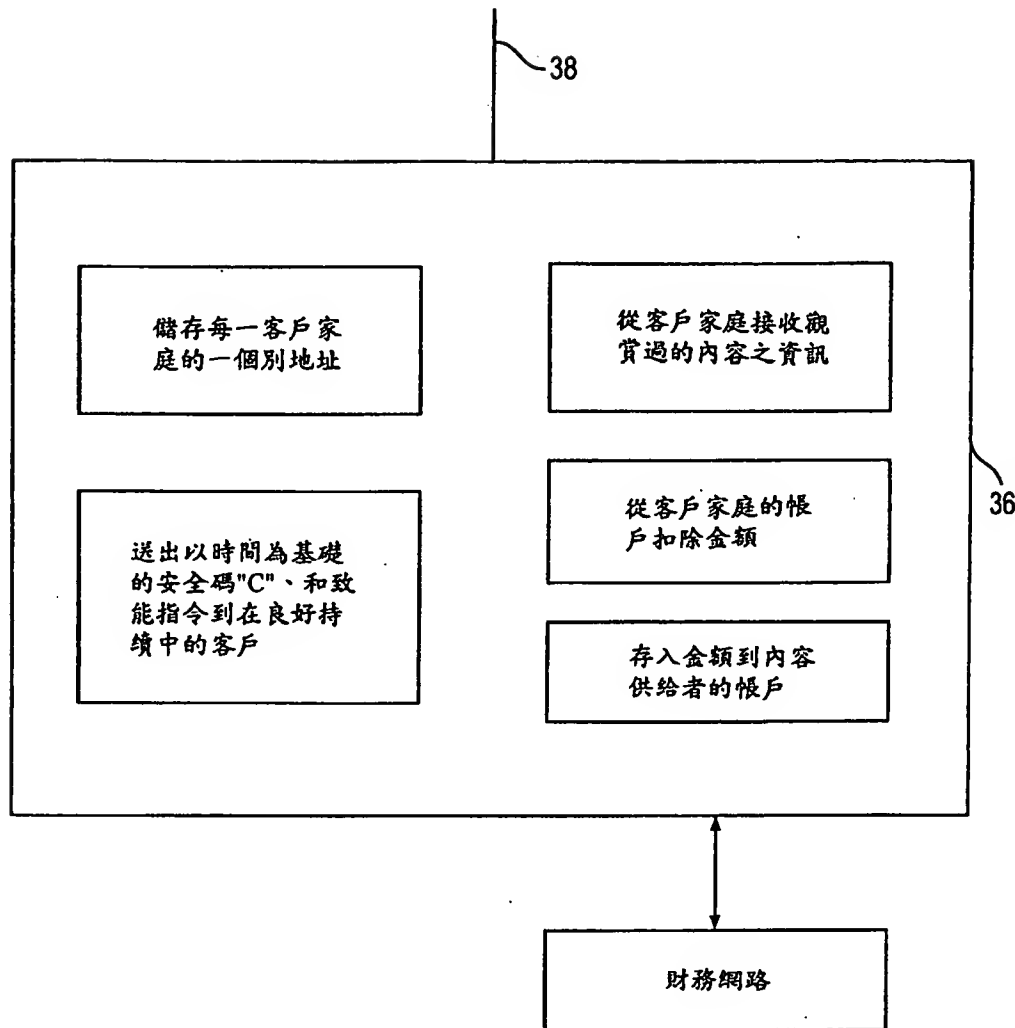 38
儲存每一客戶家
庭的一個別地址
從客戶家庭接收觀
賞過的內容之資訊
36
送出以時間為基礎
的安全碼"C"、和致
能指令到在良好持
續中的客戶
從客戶家庭的帳
戶扣除金額
存入金額到內容
供給者的帳戶
財務網路